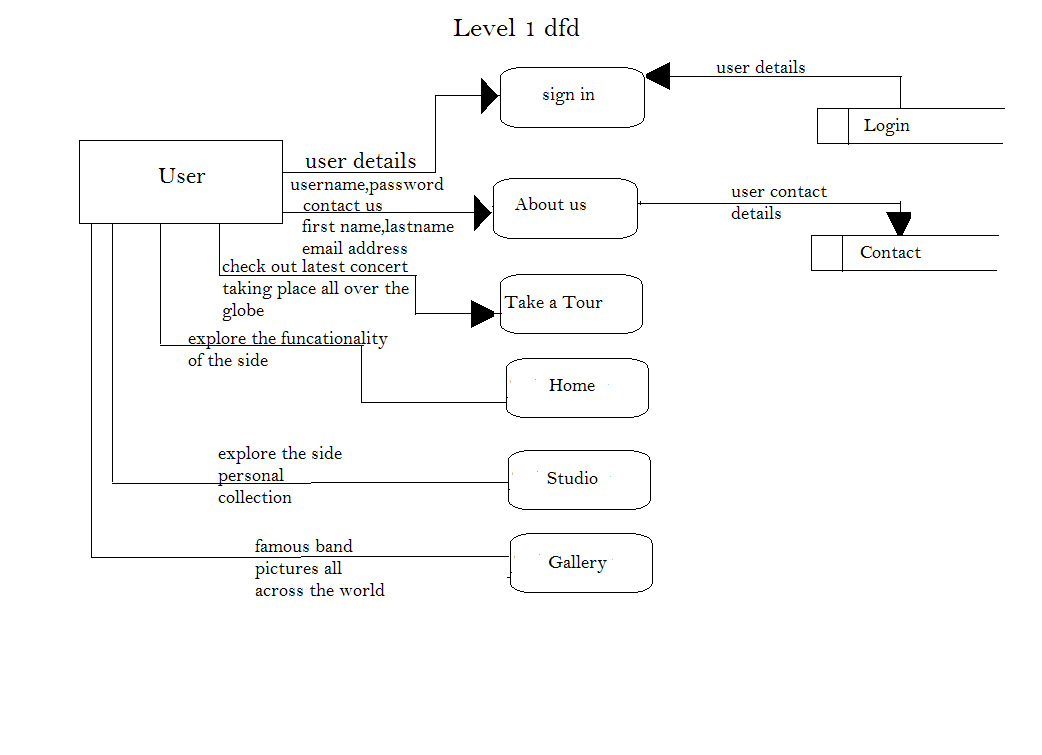 Level 1 dfd
user details
sign in
Login
User
user details
username,password
contact us
first name,lastname
email address
About us
user contact
details
Contact
check out latest concert
taking place all over the
globe
Take a Tour
explore the funcationality
of the side
Home
explore the side
personal
collection
Studio
famous band
pictures all
across the world
Gallery